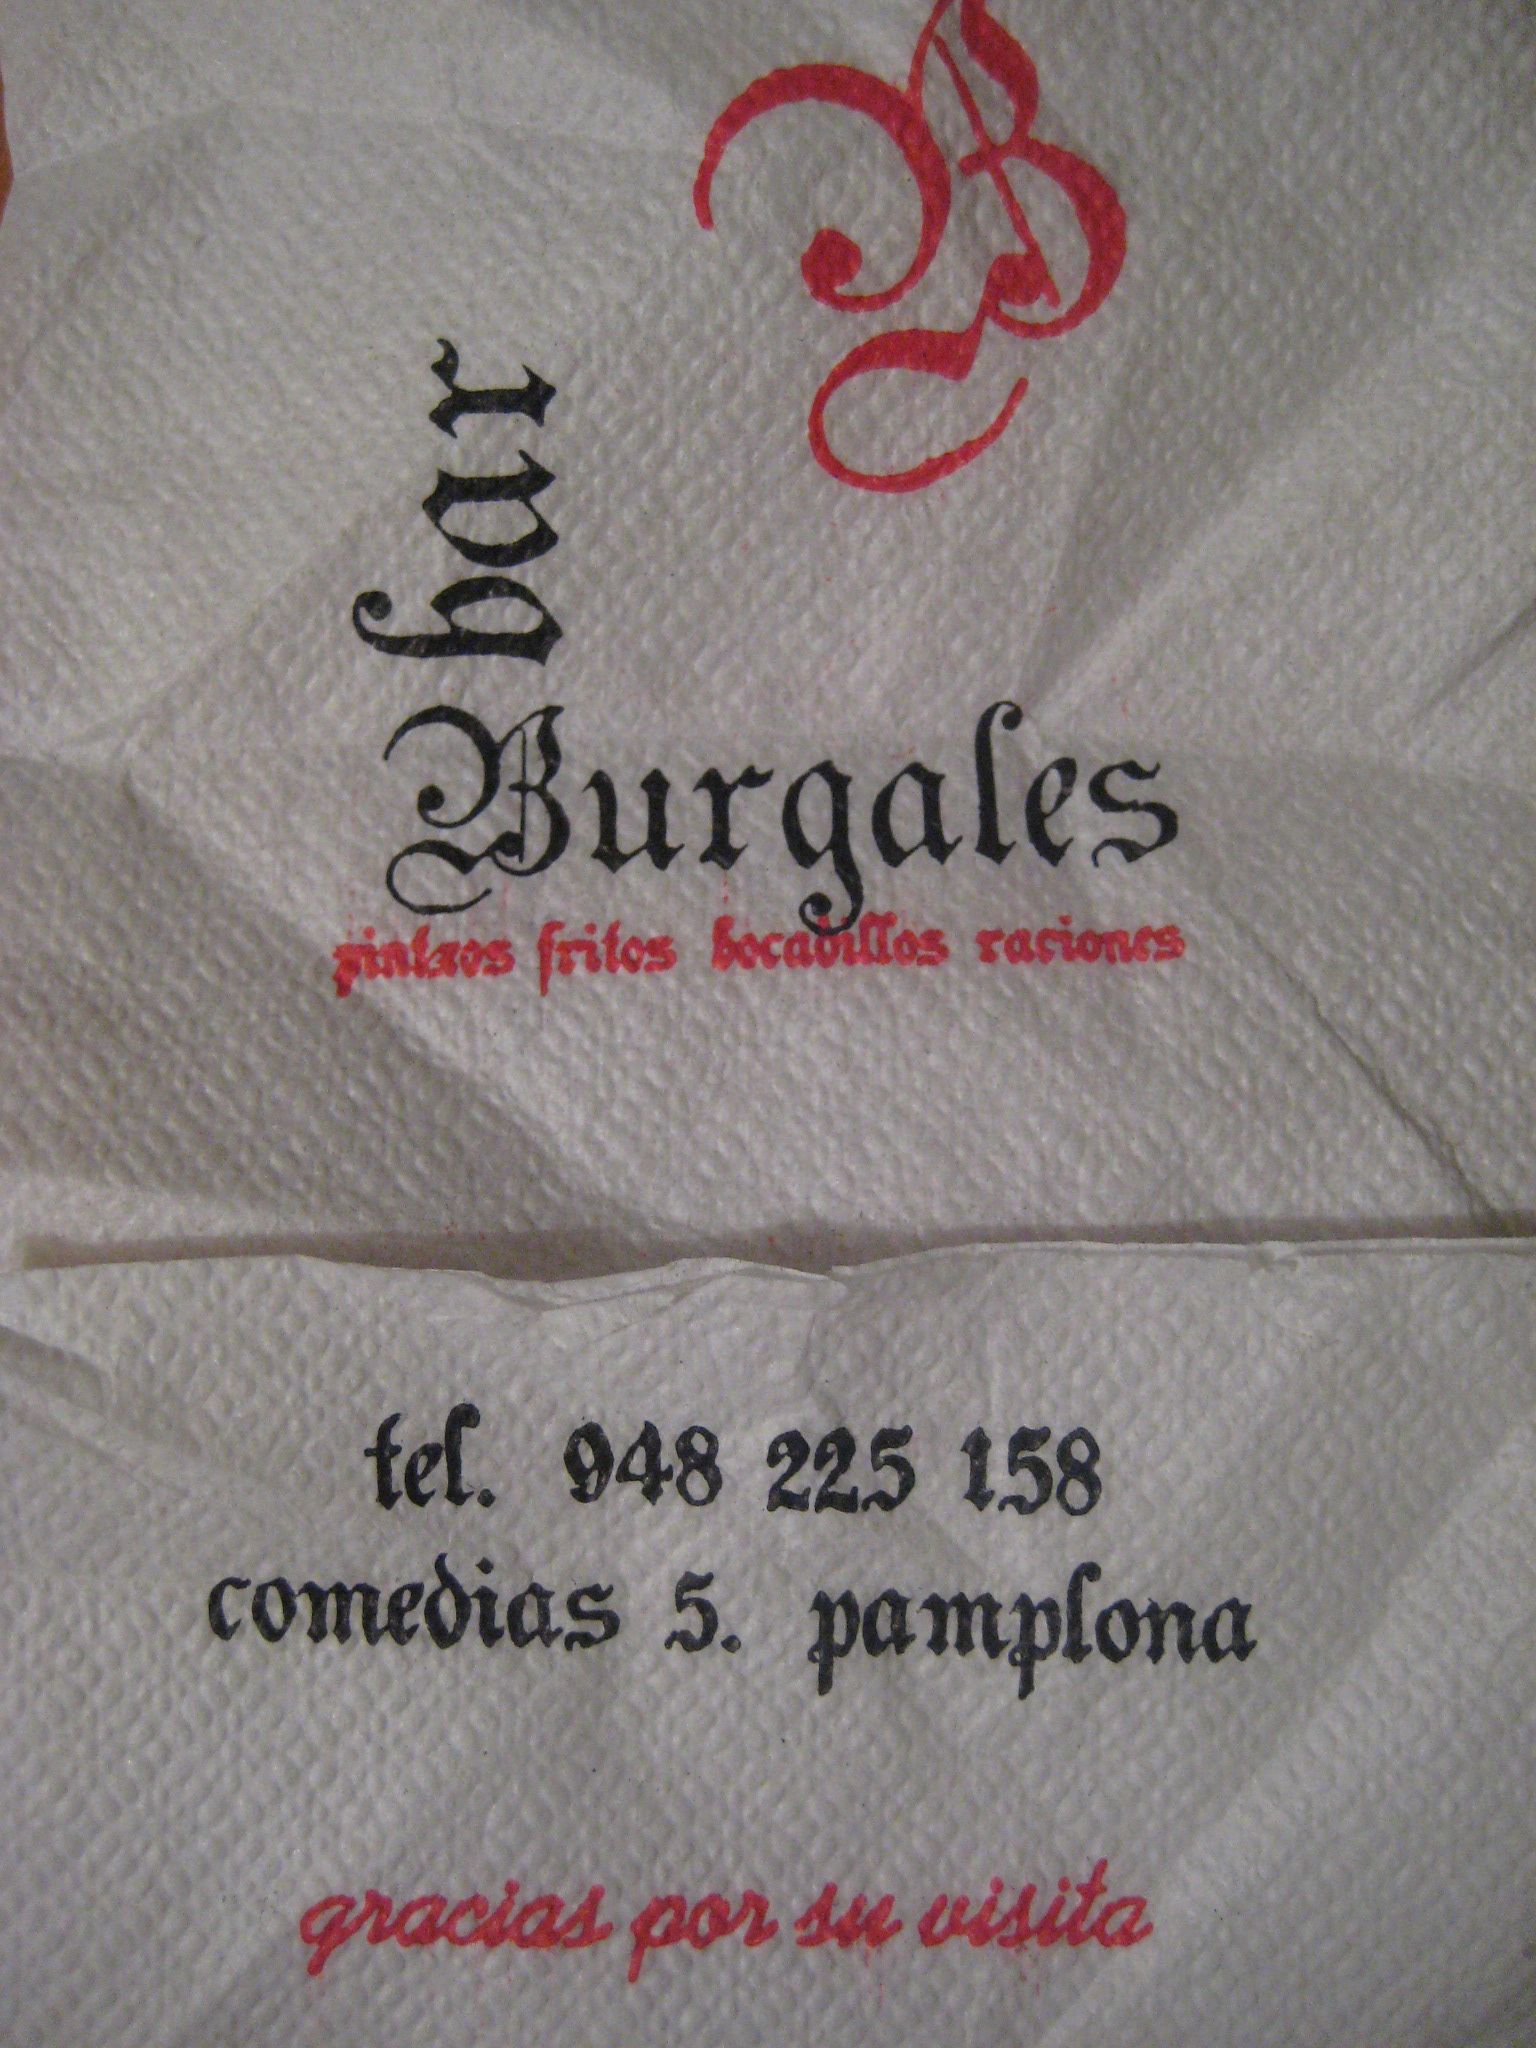 B
bar
Burgales
pintxos fritos bocadillos raciones
tel. 948 225 158
comedias 5. pamplona
gracias por su visita